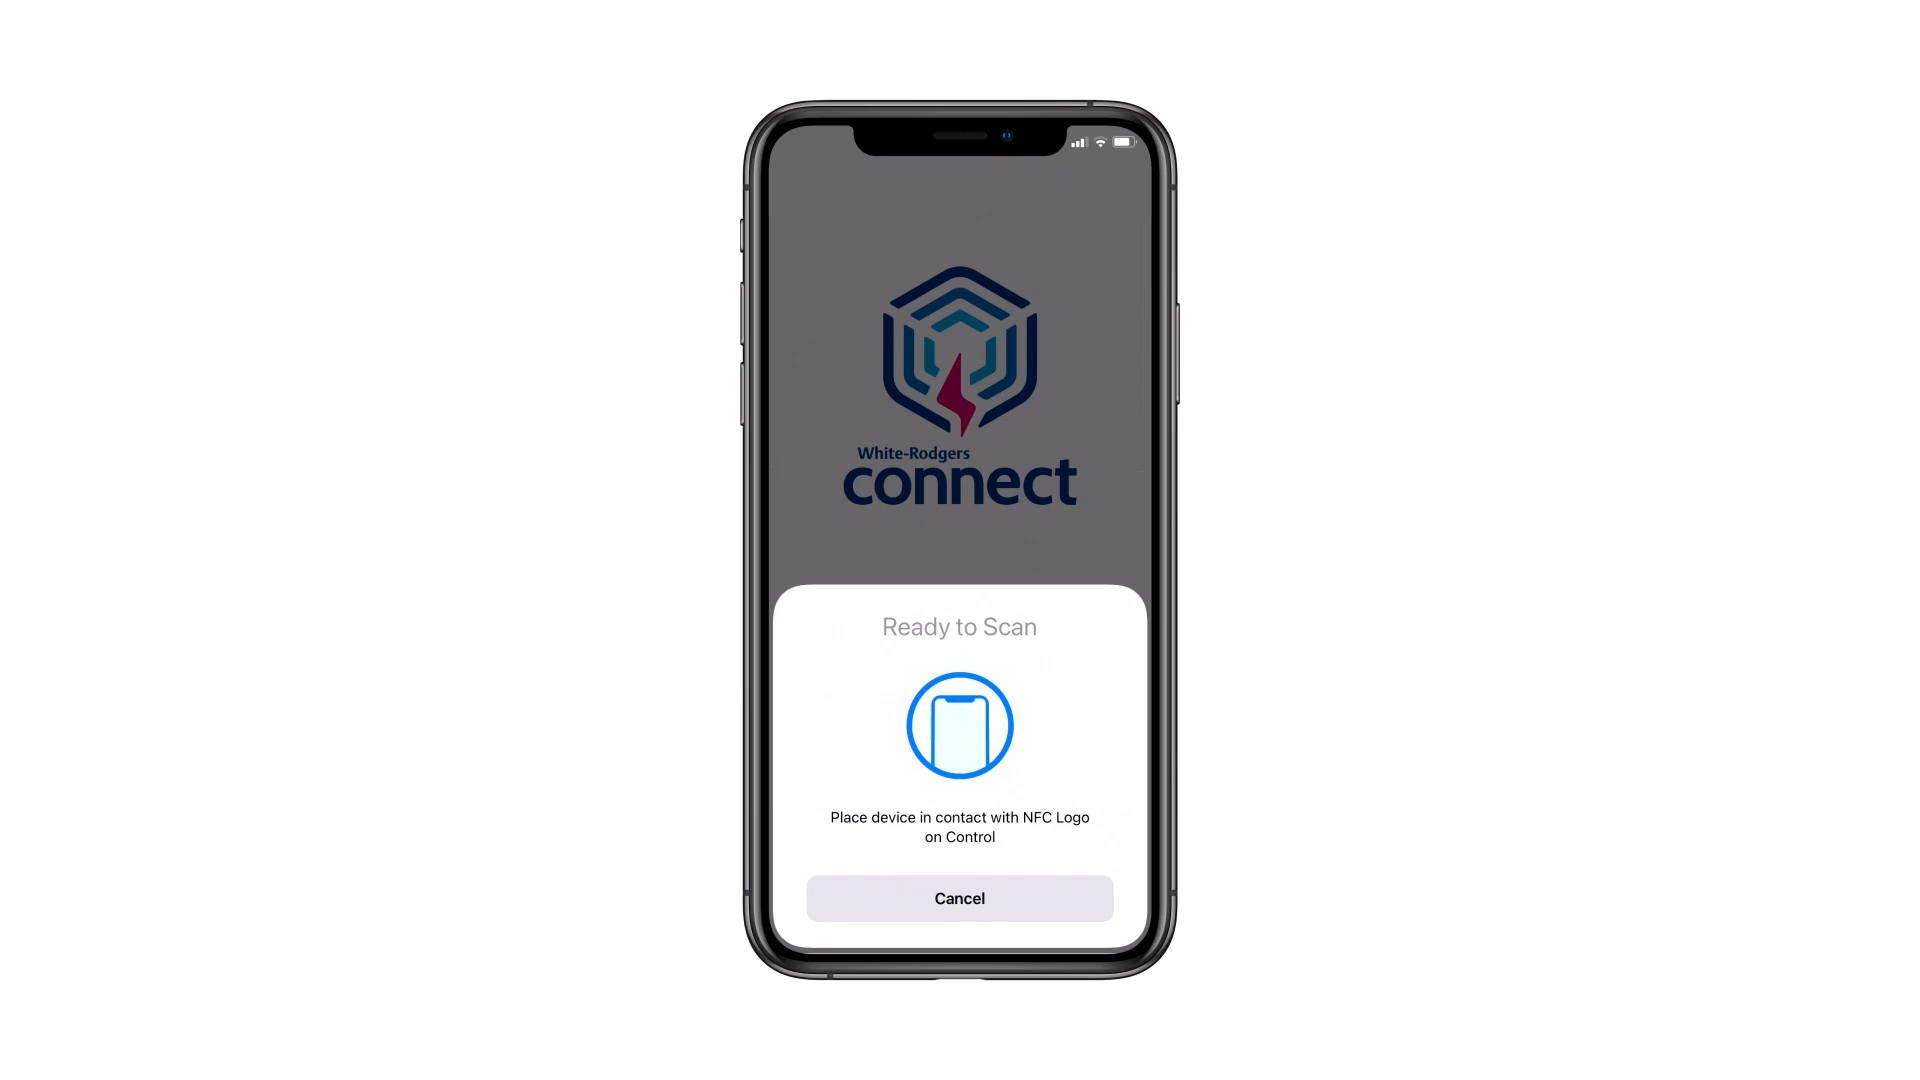 White-Rodgers
connect
Ready to Scan
Place device in contact with NFC Logo
on Control
Cancel